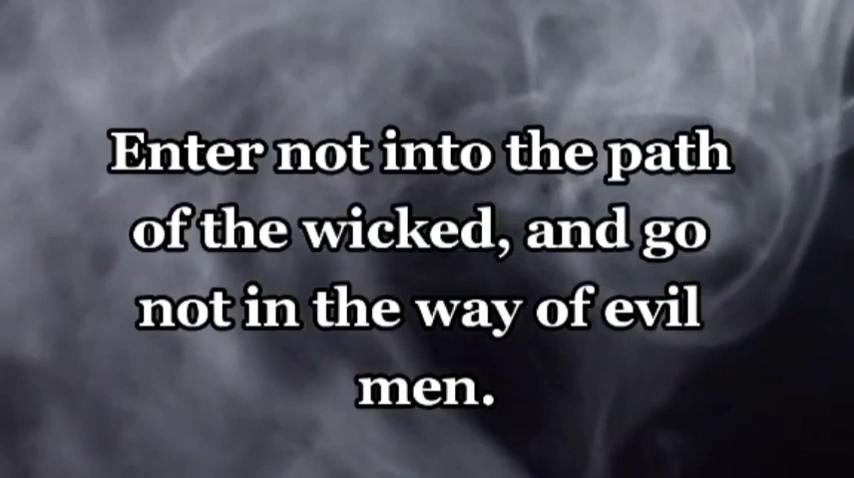 Enter not into the path
of the wicked, and go
not in the way of evil
men.